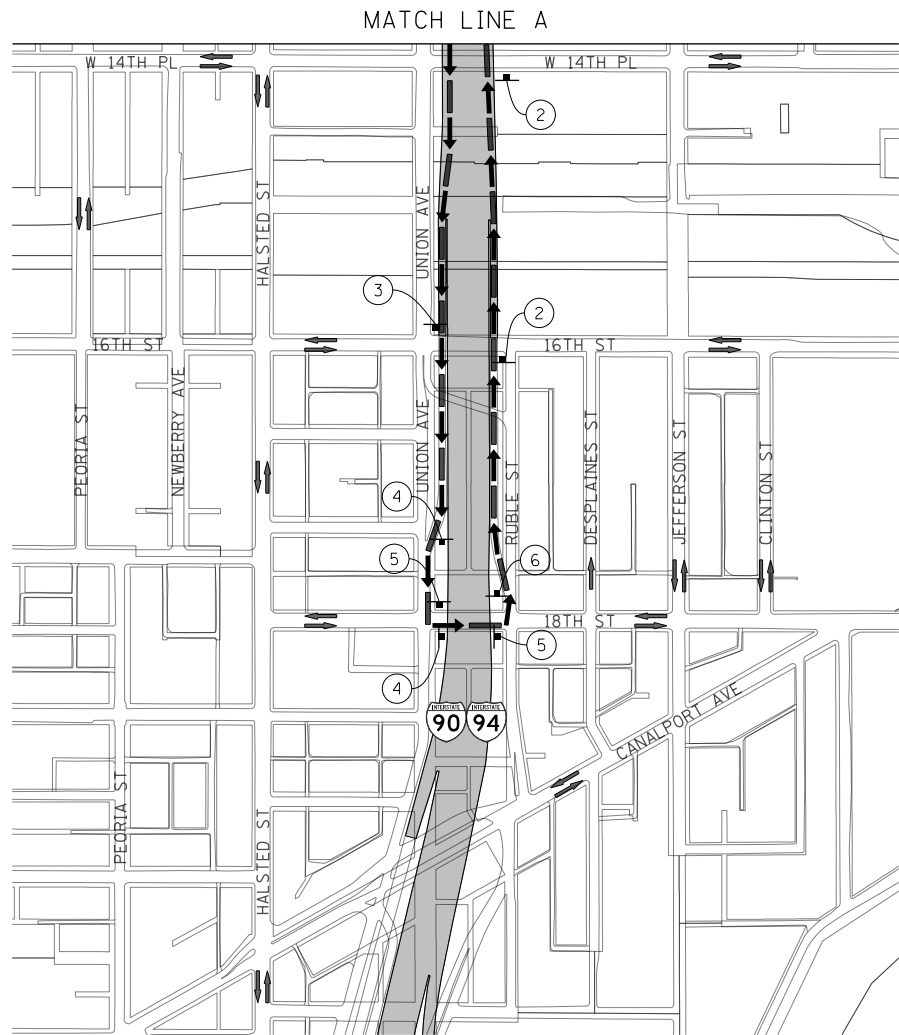 MATCH LINE A
W 14TH PL
W 14TH PL
2
HALSTED ST
UNION AVE
3
2
16TH ST
16TH ST
PEORIA ST
NEWBERRY AVE
UNION AVE
RUBLE ST
DESPLAINES ST
JEFFERSON ST
CLINTON ST
4
5
6
18TH ST
5
4
INTERSTATE
90
INTERSTATE
94
CANALPORT AVE
PEORIA ST
HALSTED ST